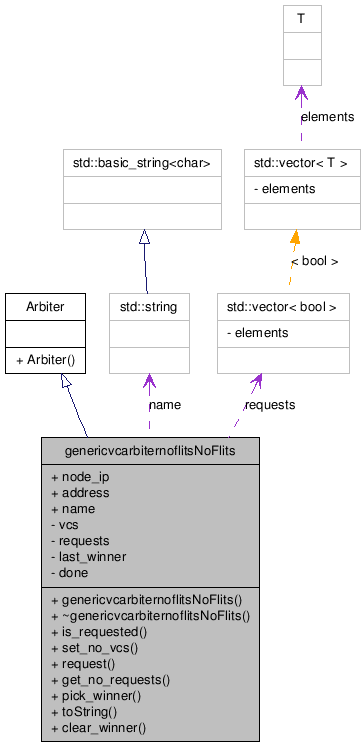 T
elements
std::basic_string<char>
std::vector< T >
- elements
< bool >
Arbiter
+ Arbiter()
std::string
std::vector< bool >
- elements
name
requests
genericvcarbiternoflitsNoFlits
+ node_ip
+ address
+ name
- vcs
- requests
- last_winner
- done
+ genericvcarbiternoflitsNoFlits()
+ ~genericvcarbiternoflitsNoFlits()
+ is_requested()
+ set_no_vcs()
+ request()
+ get_no_requests()
+ pick_winner()
+ toString()
+ clear_winner()